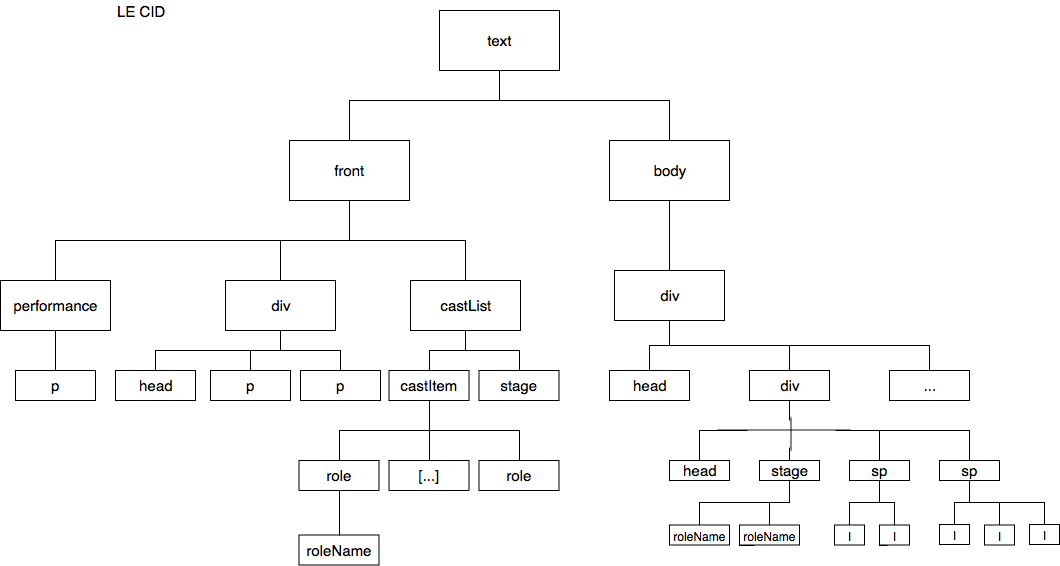 LE CID
text
front body
performance div castList div
p head p p castItem stage head div ...
role [...] role head stage sp sp
roleName roleName l l l l l
roleName